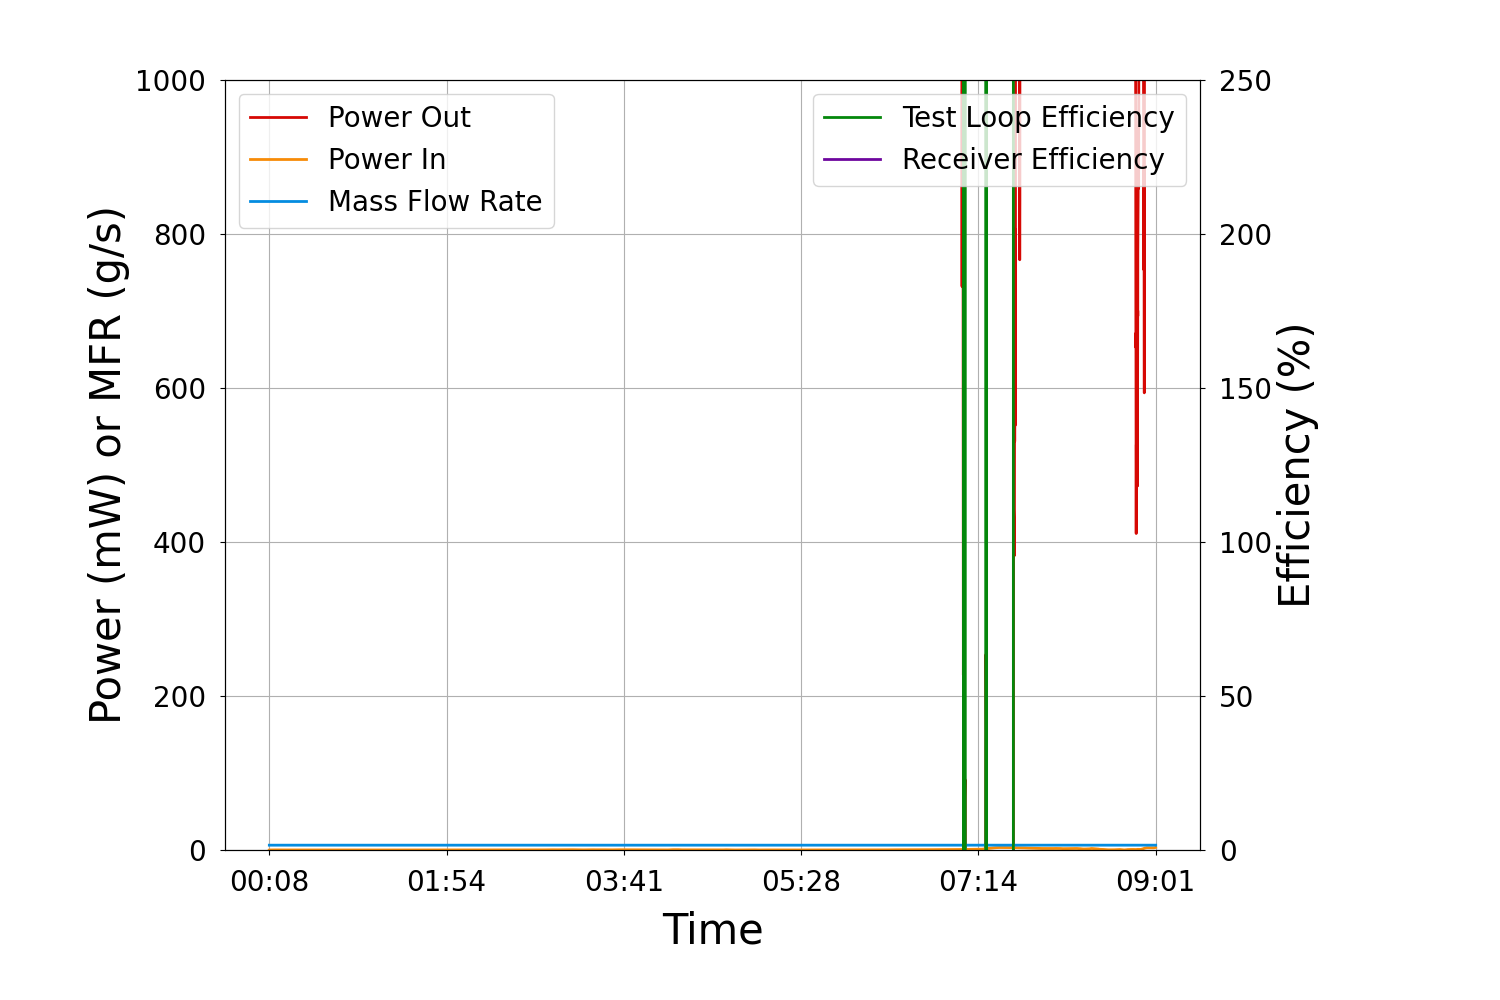 Power (mW) or MFR (g/s)
1000
800
600
400
200
0
Power Out
Power In
Mass Flow Rate
Test Loop Efficiency
Receiver Efficiency
250
200
150
100
50
0
Efficiency (%)
00:08 01:54 03:41 05:28 07:14 09:01
Time